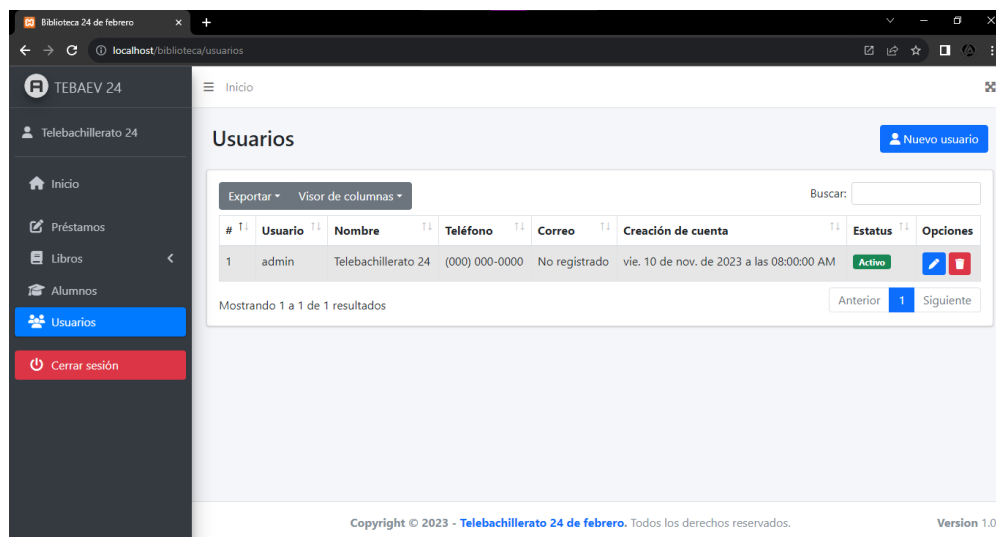 Biblioteca 24 de febrero
localhost/biblioteca/usuarios
TEBAEV 24
Inicio
Telebachillerato 24
Usuarios
Nuevo usuario
Inicio
Préstamos
Libros
Alumnos
Usuarios
Cerrar sesión
Exportar Visor de columnas
Buscar:
# Usuario Nombre Teléfono Correo Creación de cuenta Estatus Opciones
1 admin Telebachillerato 24 (000) 000-0000 No registrado vie. 10 de nov. de 2023 a las 08:00:00 AM Activo
Mostrando 1 a 1 de 1 resultados
Anterior 1 Siguiente
Copyright © 2023 - Telebachillerato 24 de febrero. Todos los derechos reservados.
Version 1.0